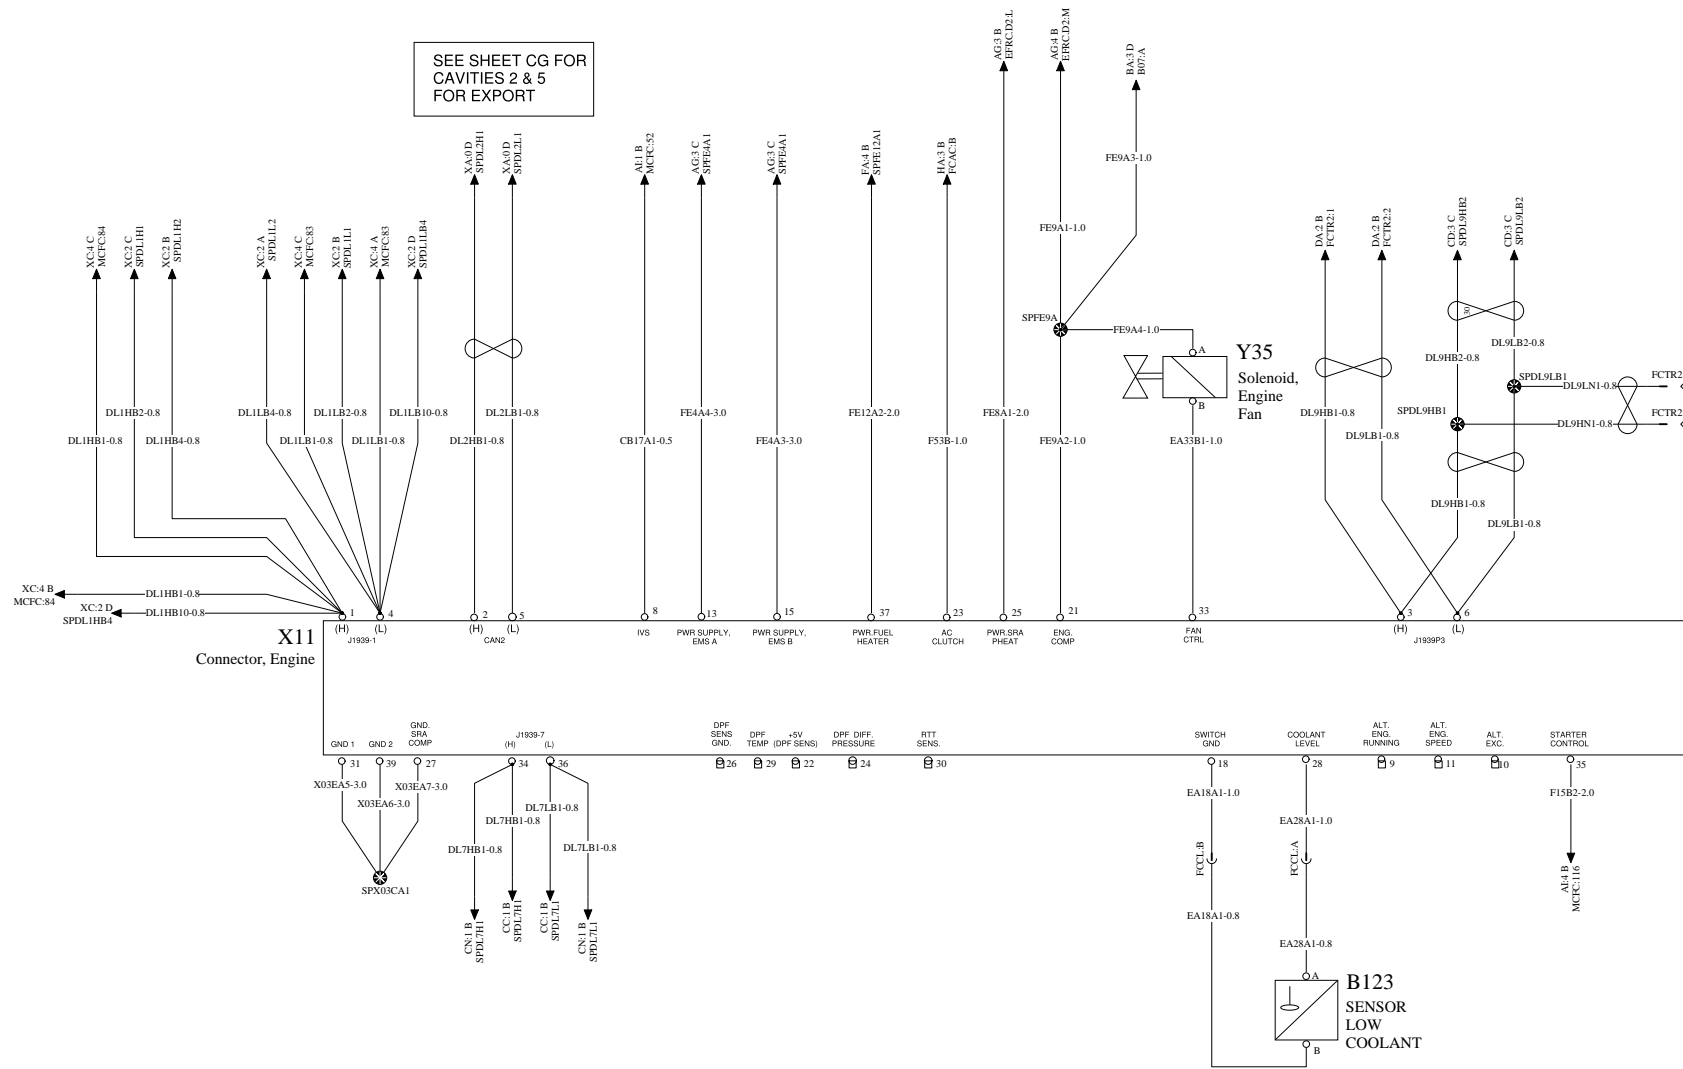 SEE SHEET CG FOR
CAVITIES 2 & 5
FOR EXPORT
XC:4 C
MCFC:84
XC:2 C
SPDL1H1
XC:2 B
SPDL1H2
XC:2 A
SPDL1L2
XC:4 C
MCFC:83
XC:2 B
SPDL1L1
XC:4 A
MCFC:83
XC:2 D
SPDL1LB4
XA:0 D
SPDL2H1
XA:0 D
SPDL2L1
AI:1 B
MCFC:52
AG:3 C
SPFE4A1
AG:3 C
SPFE4A1
FA:4 B
SPFE12A1
HA:3 B
FCAC:B
AG:3 B
EFRC.D2:L
AG:4 B
EFRC.D2:M
BA:3 D
B07:A
DA:2 B
FCTR2:1
DA:2 B
FCTR2:2
CD:3 C
SPDL9HB2
CD:3 C
SPDL9LB2
FE9A3-1.0
FE9A1-1.0
SPFE9A
FE9A4-1.0
A
Y35
Solenoid,
Engine
Fan
B
30
DL9LB2-0.8
DL9HB2-0.8
SPDL9LB1
DL9LN1-0.8
FCTR2
SPDL9HB1
DL9HN1-0.8
FCTR2
DL1HB2-0.8
DL1LB4-0.8
DL1LB2-0.8
DL1LB10-0.8
DL2LB1-0.8
FE4A4-3.0
FE12A2-2.0
FE8A1-2.0
DL9HB1-0.8
DL1HB1-0.8
DL1HB4-0.8
DL1LB1-0.8
DL1LB1-0.8
DL2HB1-0.8
CB17A1-0.5
FE4A3-3.0
F53B-1.0
FE9A2-1.0
EA33B1-1.0
DL9LB1-0.8
DL9HB1-0.8
DL9LB1-0.8
XC:4 B
MCFC:84
DL1HB1-0.8
XC:2 D
SPDL1HB4
DL1HB10-0.8
1
4
2
5
8
13
15
37
23
25
21
33
3
6
X11
Connector, Engine
(H)
(L)
J1939-1
(H)
(L)
CAN2
IVS
PWR SUPPLY,
EMS A
PWR SUPPLY,
EMS B
PWR.FUEL
HEATER
AC
CLUTCH
PWR.SRA
PHEAT
ENG.
COMP
FAN
CTRL
(H)
(L)
J1939P3
GND 1
GND 2
GND.
SRA
COMP
J1939-7
(H)
(L)
DPF
SENS
GND.
DPF
TEMP
+5V
(DPF SENS)
DPF DIFF.
PRESSURE
RTT
SENS.
SWITCH
GND
COOLANT
LEVEL
ALT.
ENG.
RUNNING
ALT.
ENG.
SPEED
ALT.
EXC.
STARTER
CONTROL
31
39
27
34
36
26
29
22
24
30
18
28
9
11
10
35
X03EA5-3.0
X03EA6-3.0
X03EA7-3.0
SPX03CA1
DL7HB1-0.8
DL7HB1-0.8
DL7LB1-0.8
DL7LB1-0.8
CN:1 B
SPDL7H1
CC:1 B
SPDL7H1
CC:1 B
SPDL7L1
CN:1 B
SPDL7L1
EA18A1-1.0
FCCL:B
EA18A1-0.8
EA28A1-1.0
FCCL:A
EA28A1-0.8
F15B2-2.0
AI:4 B
MCFC:116
A
B123
SENSOR
LOW
COOLANT
B